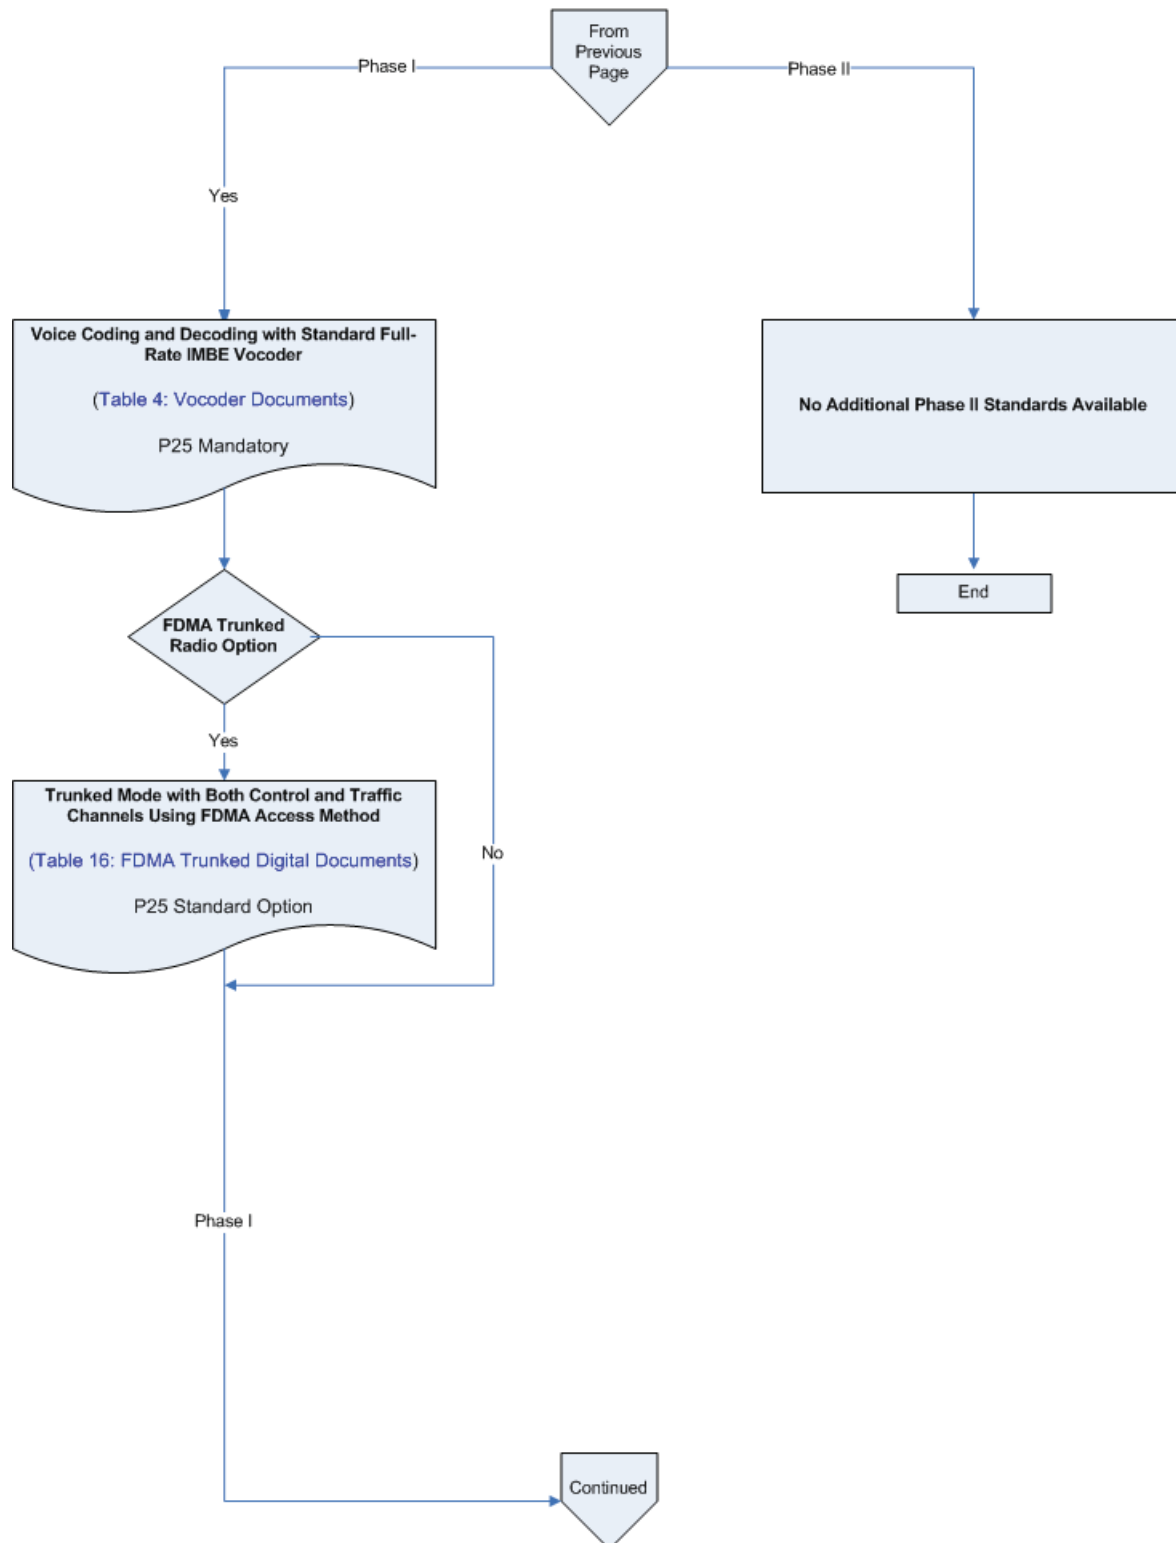 From
Previous
Page
Phase I
Phase II
Yes
Voice Coding and Decoding with Standard Full-
Rate IMBE Vocoder
(Table 4: Vocoder Documents)
P25 Mandatory
No Additional Phase II Standards Available
End
FDMA Trunked
Radio Option
Yes
Trunked Mode with Both Control and Traffic
Channels Using FDMA Access Method
(Table 16: FDMA Trunked Digital Documents)
P25 Standard Option
No
Phase I
Continued